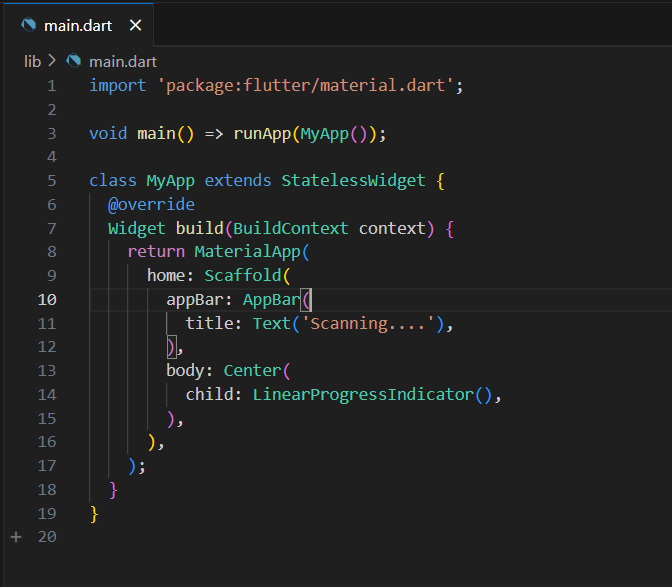 main.dart ×
lib > main.dart
1 import 'package:flutter/material.dart';
2
3 void main() => runApp(MyApp());
4
5 class MyApp extends StatelessWidget {
6   @override
7   Widget build(BuildContext context) {
8     return MaterialApp(
9       home: Scaffold(
10         appBar: AppBar(
11           title: Text('Scanning....'),
12         ),
13         body: Center(
14           child: LinearProgressIndicator(),
15         ),
16       ),
17     );
18   }
19 }
+ 20